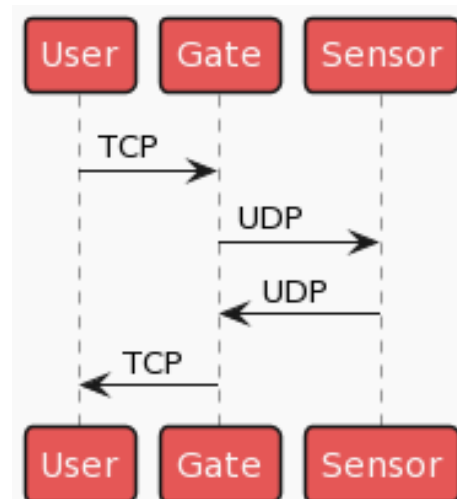 User Gate Sensor
TCP
UDP
UDP
TCP
User Gate Sensor